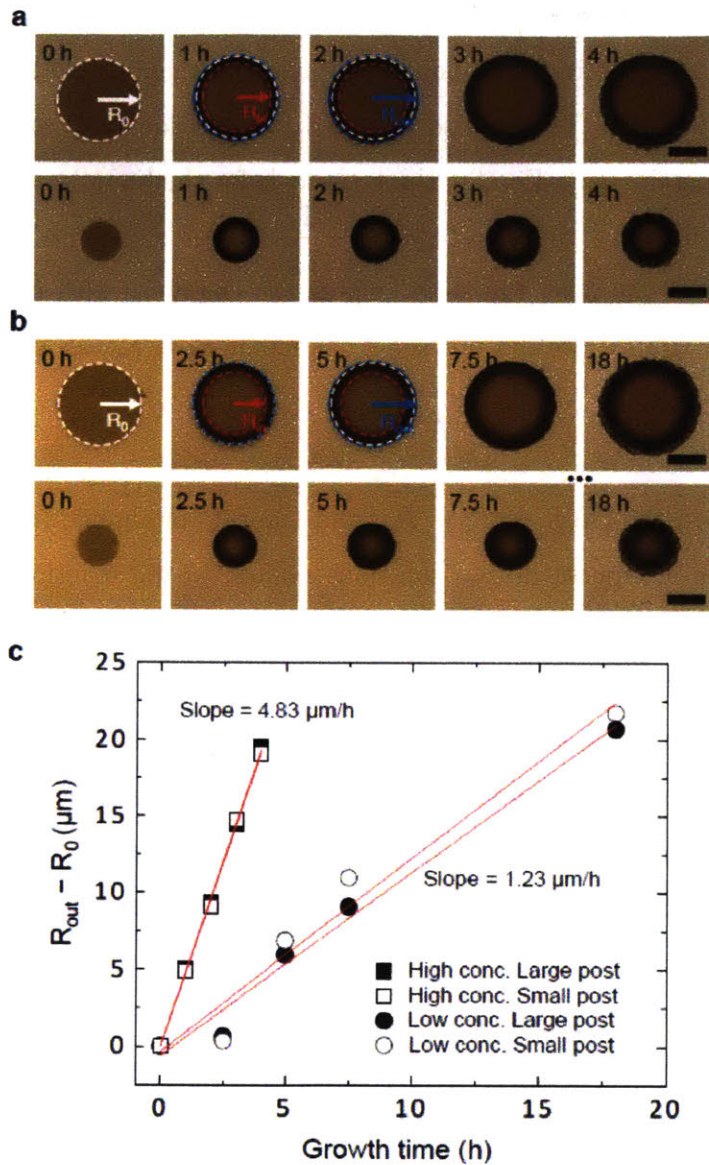 a
0 h 1 h 2 h 3 h 4 h
R0
0 h 1 h 2 h 3 h 4 h
b
0 h 2.5 h 5 h 7.5 h 18 h
R0
0 h 2.5 h 5 h 7.5 h 18 h
c
25
20
15
10
5
0
Rout − R0 (µm)
Slope = 4.83 µm/h
Slope = 1.23 µm/h
High conc. Large post
High conc. Small post
Low conc. Large post
Low conc. Small post
0 5 10 15 20
Growth time (h)